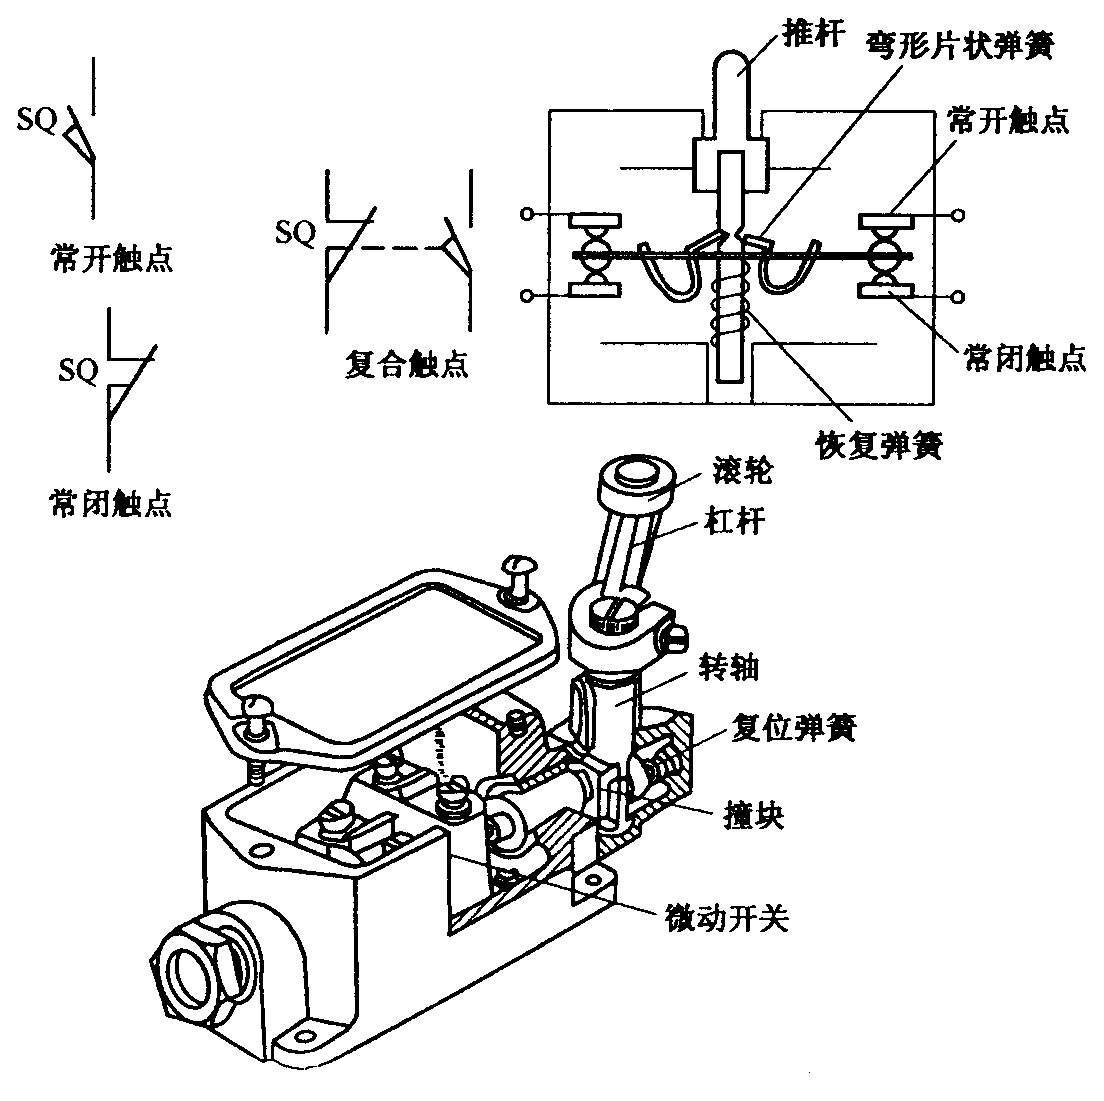 推杆
弯形片状弹簧
SQ
常开触点
常开触点
SQ
复合触点
常闭触点
SQ
常闭触点
恢复弹簧
滚轮
杠杆
转轴
复位弹簧
撞块
微动开关